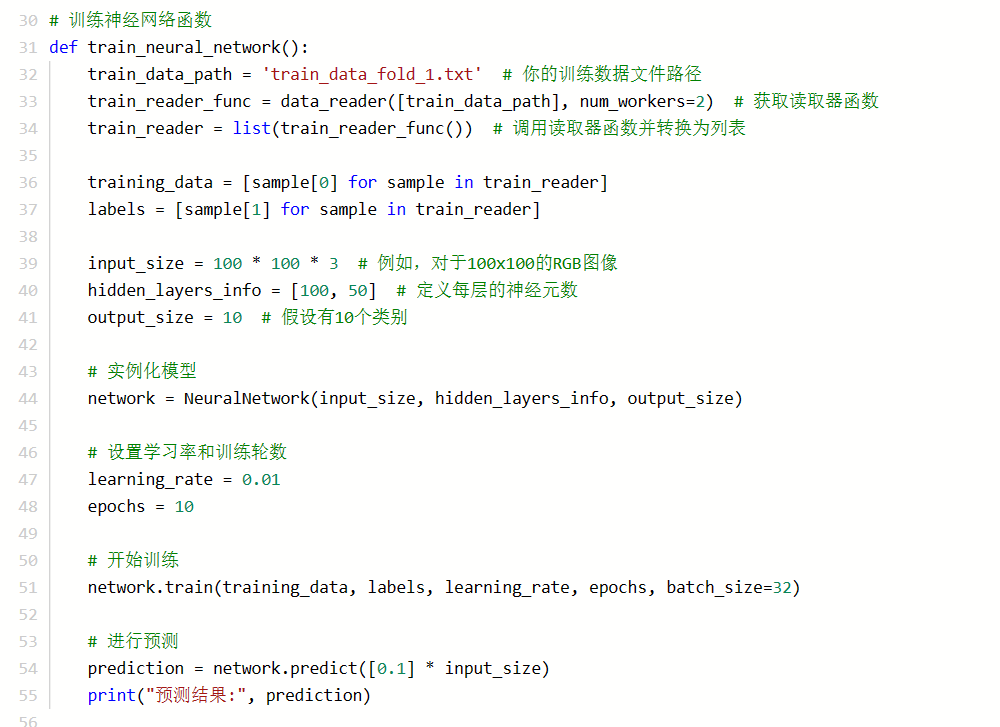 30 # 训练神经网络函数
31 def train_neural_network():
32     train_data_path = 'train_data_fold_1.txt'  # 你的训练数据文件路径
33     train_reader_func = data_reader([train_data_path], num_workers=2)  # 获取读取器函数
34     train_reader = list(train_reader_func())  # 调用读取器函数并转换为列表
35
36     training_data = [sample[0] for sample in train_reader]
37     labels = [sample[1] for sample in train_reader]
38
39     input_size = 100 * 100 * 3  # 例如，对于100x100的RGB图像
40     hidden_layers_info = [100, 50]  # 定义每层的神经元数
41     output_size = 10  # 假设有10个类别
42
43     # 实例化模型
44     network = NeuralNetwork(input_size, hidden_layers_info, output_size)
45
46     # 设置学习率和训练轮数
47     learning_rate = 0.01
48     epochs = 10
49
50     # 开始训练
51     network.train(training_data, labels, learning_rate, epochs, batch_size=32)
52
53     # 进行预测
54     prediction = network.predict([0.1] * input_size)
55     print("预测结果:", prediction)
56